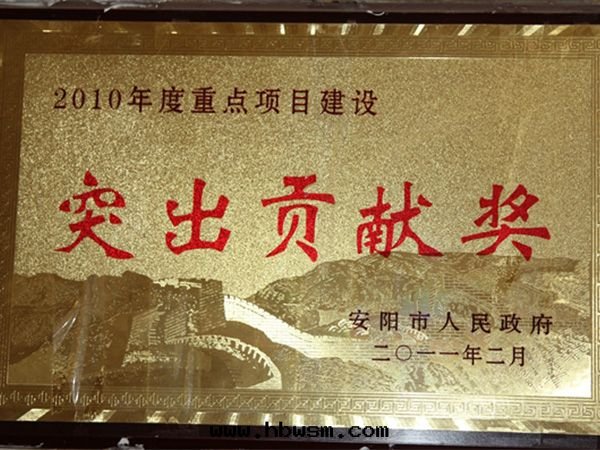 2010年度重点项目建设
突出贡献奖
安阳市人民政府
二〇一一年二月
www.hbwsm.com